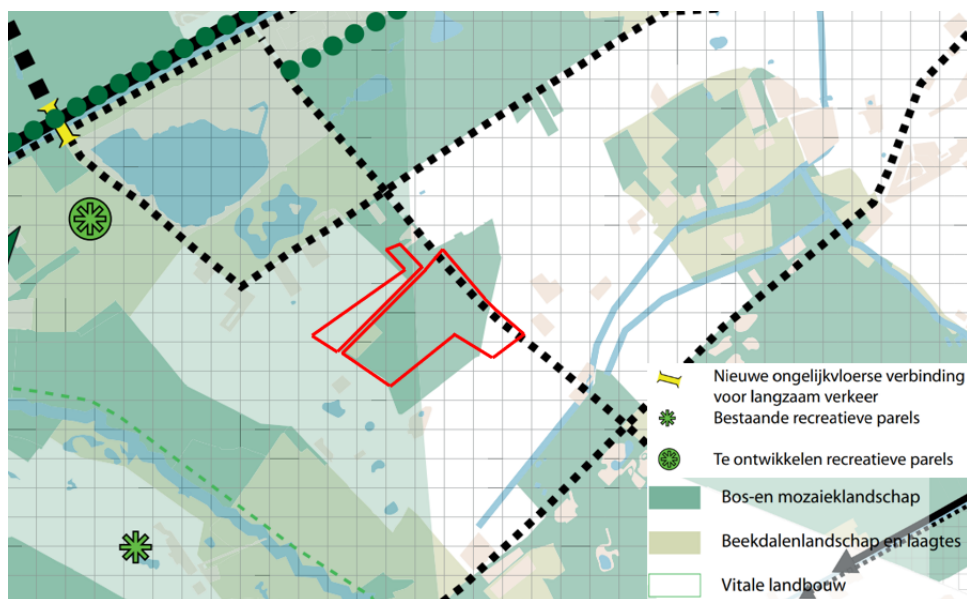 Nieuwe ongelijkvloerse verbinding
voor langzaam verkeer
Bestaande recreatieve parels
Te ontwikkelen recreatieve parels
Bos-en mozaieklandschap
Beekdalenlandschap en laagtes
Vitale landbouw